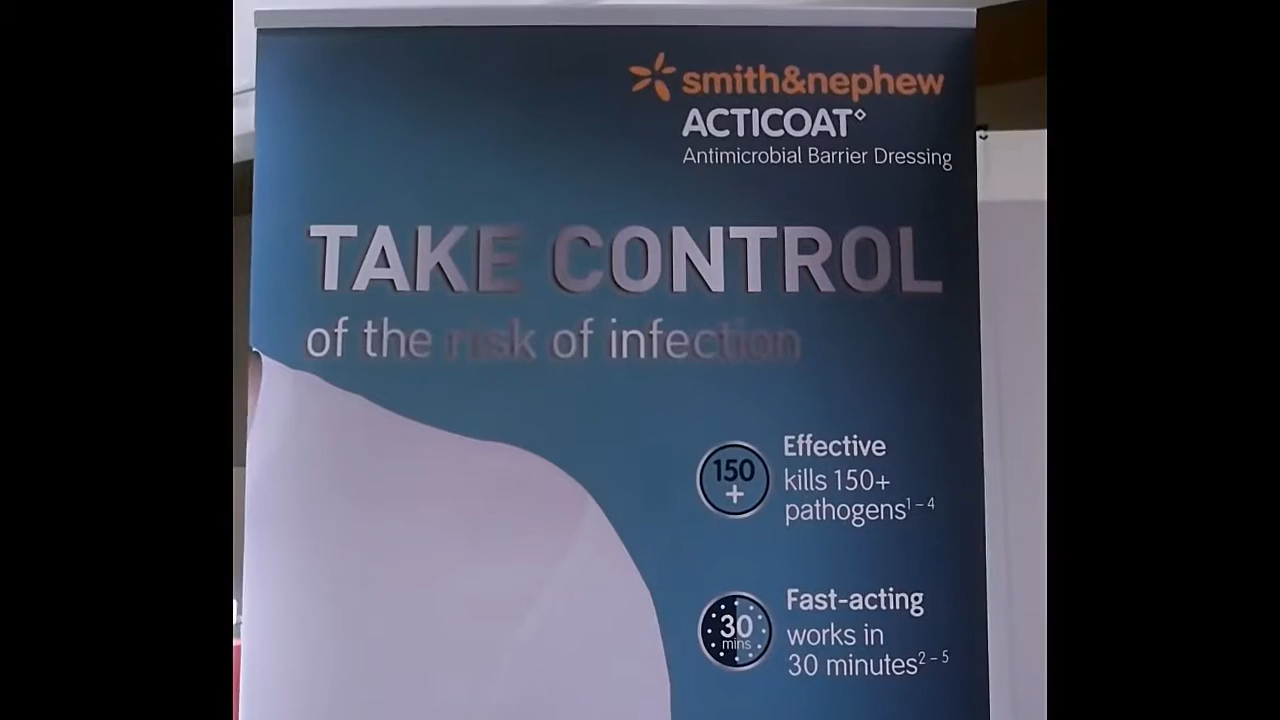 smith&nephew
ACTICOAT◇
Antimicrobial Barrier Dressing
TAKE CONTROL
of the risk of infection
150
+
Effective
kills 150+
pathogens¹⁻⁴
30
mins
Fast-acting
works in
30 minutes²⁻⁵